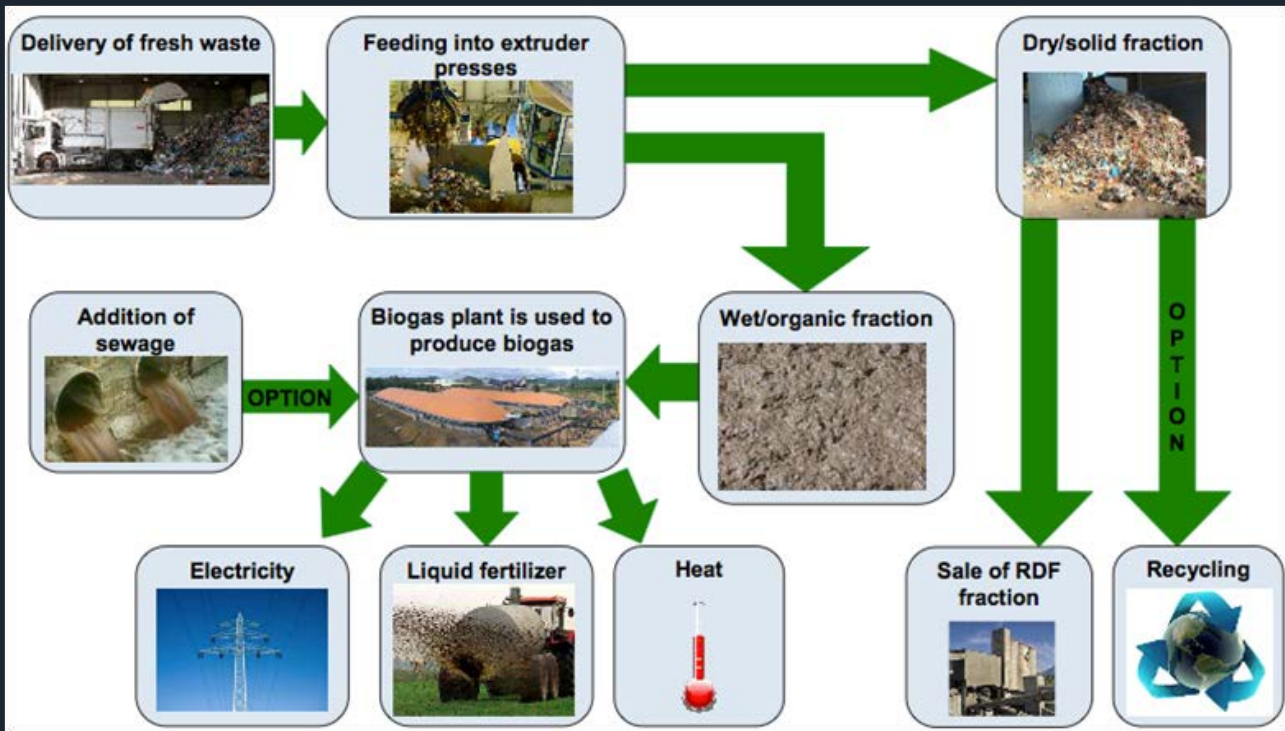 Delivery of fresh waste
Feeding into extruder
presses
Dry/solid fraction
Addition of
sewage
OPTION
Biogas plant is used to
produce biogas
Wet/organic fraction
OPTION
Electricity
Liquid fertilizer
Heat
Sale of RDF
fraction
Recycling